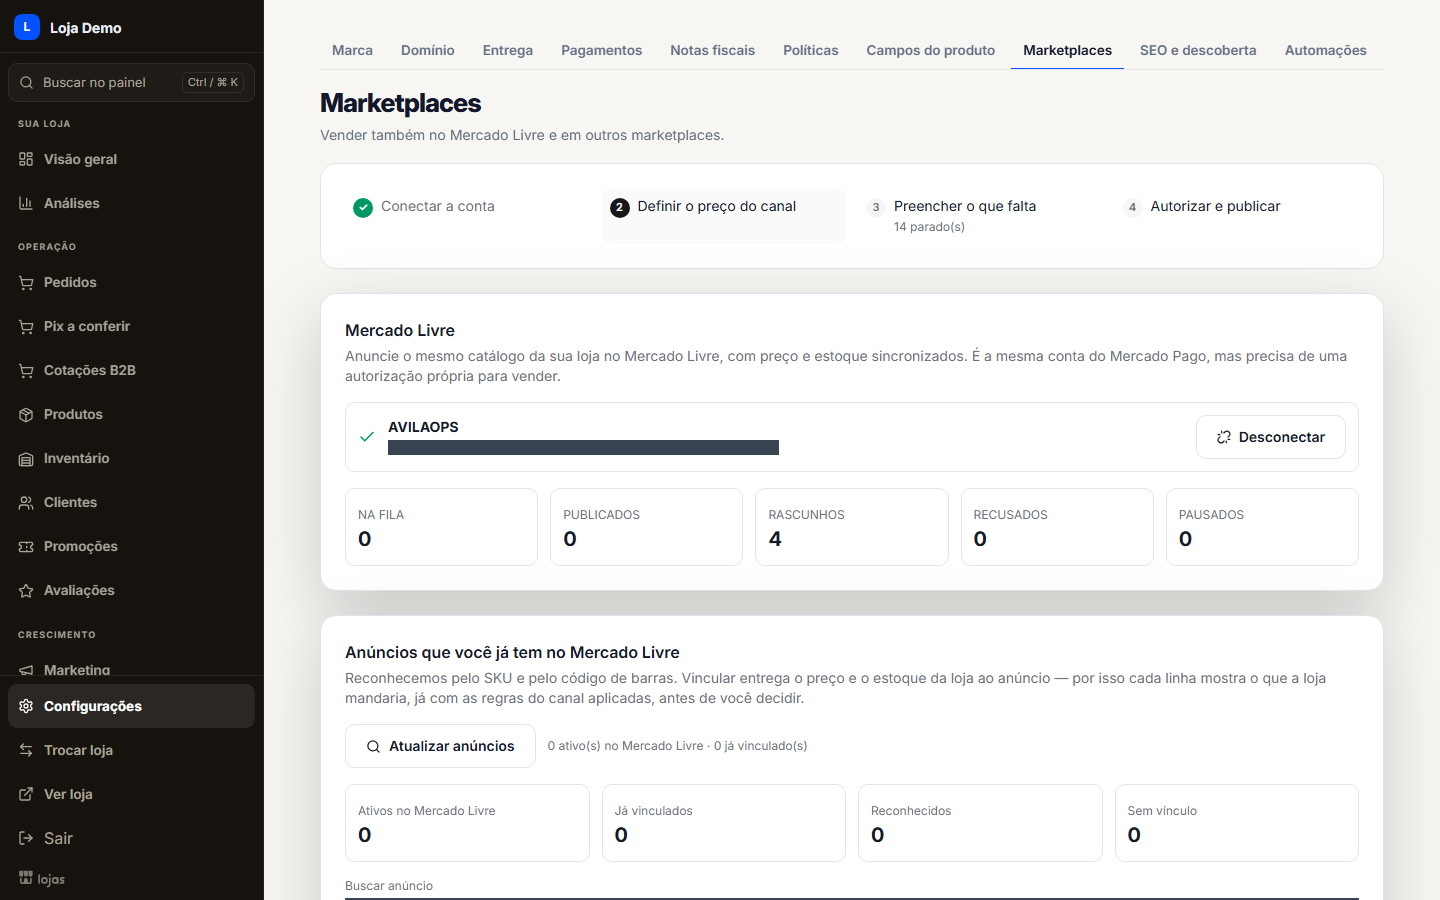 L Loja Demo
Buscar no painel Ctrl / ⌘ K
SUA LOJA
Visão geral
Análises
OPERAÇÃO
Pedidos
Pix a conferir
Cotações B2B
Produtos
Inventário
Clientes
Promoções
Avaliações
CRESCIMENTO
Marketing
Configurações
Trocar loja
Ver loja
Sair
lojas
Marca Domínio Entrega Pagamentos Notas fiscais Políticas Campos do produto Marketplaces SEO e descoberta Automações
Marketplaces
Vender também no Mercado Livre e em outros marketplaces.
Conectar a conta
2 Definir o preço do canal
3 Preencher o que falta
14 parado(s)
4 Autorizar e publicar
Mercado Livre
Anuncie o mesmo catálogo da sua loja no Mercado Livre, com preço e estoque sincronizados. É a mesma conta do Mercado Pago, mas precisa de uma
autorização própria para vender.
AVILAOPS
Desconectar
NA FILA
0
PUBLICADOS
0
RASCUNHOS
4
RECUSADOS
0
PAUSADOS
0
Anúncios que você já tem no Mercado Livre
Reconhecemos pelo SKU e pelo código de barras. Vincular entrega o preço e o estoque da loja ao anúncio — por isso cada linha mostra o que a loja
mandaria, já com as regras do canal aplicadas, antes de você decidir.
Atualizar anúncios 0 ativo(s) no Mercado Livre · 0 já vinculado(s)
Ativos no Mercado Livre
0
Já vinculados
0
Reconhecidos
0
Sem vínculo
0
Buscar anúncio